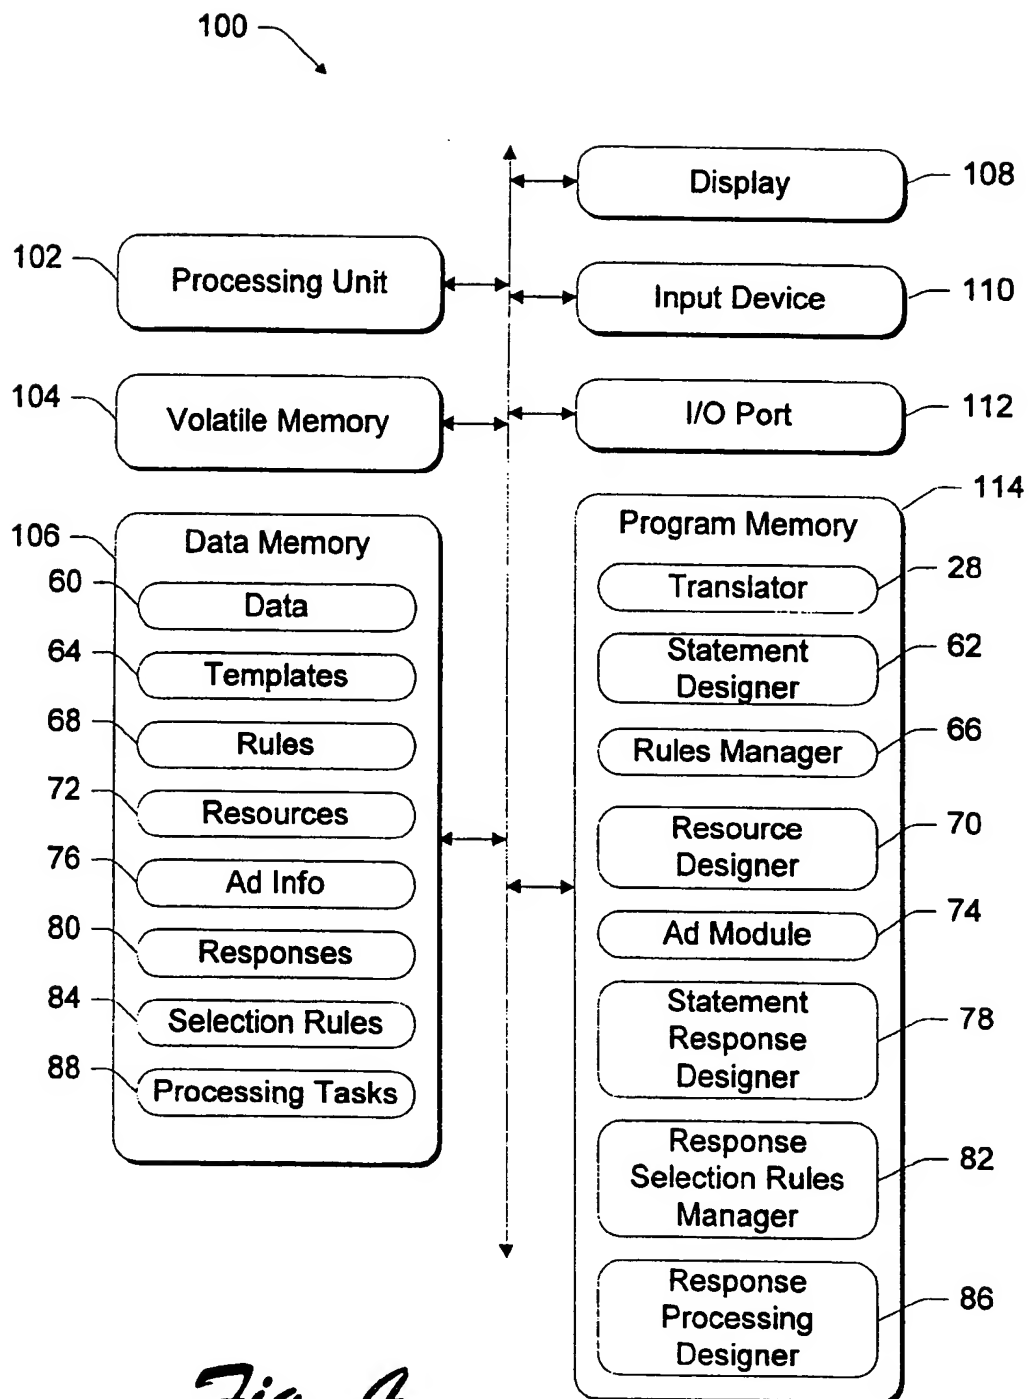 100
Display
108
102
Processing Unit
Input Device
110
104
Volatile Memory
I/O Port
112
106
Data Memory
60
Data
64
Templates
68
Rules
72
Resources
76
Ad Info
80
Responses
84
Selection Rules
88
Processing Tasks
114
Program Memory
Translator
28
Statement
Designer
62
Rules Manager
66
Resource
Designer
70
Ad Module
74
Statement
Response
Designer
78
Response
Selection Rules
Manager
82
Response
Processing
Designer
86